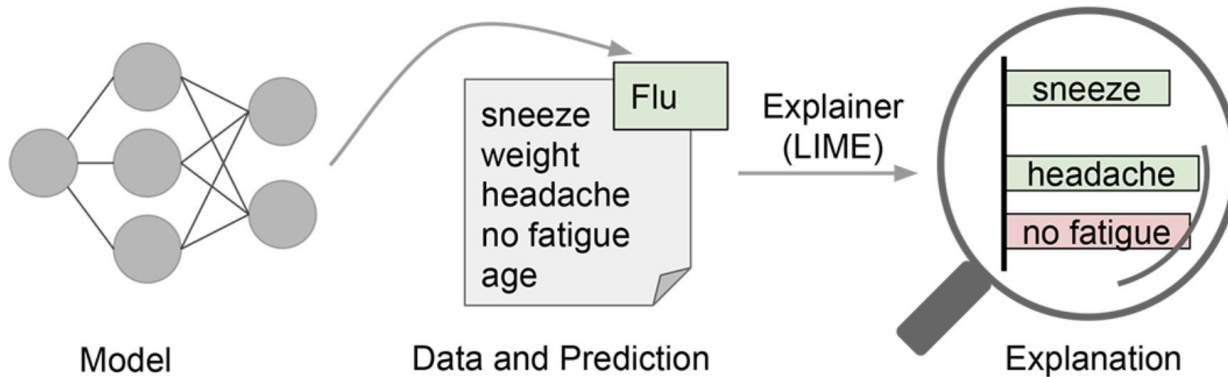 Flu
sneeze
weight
headache
no fatigue
age
Explainer
(LIME)
sneeze
headache
no fatigue
Model
Data and Prediction
Explanation